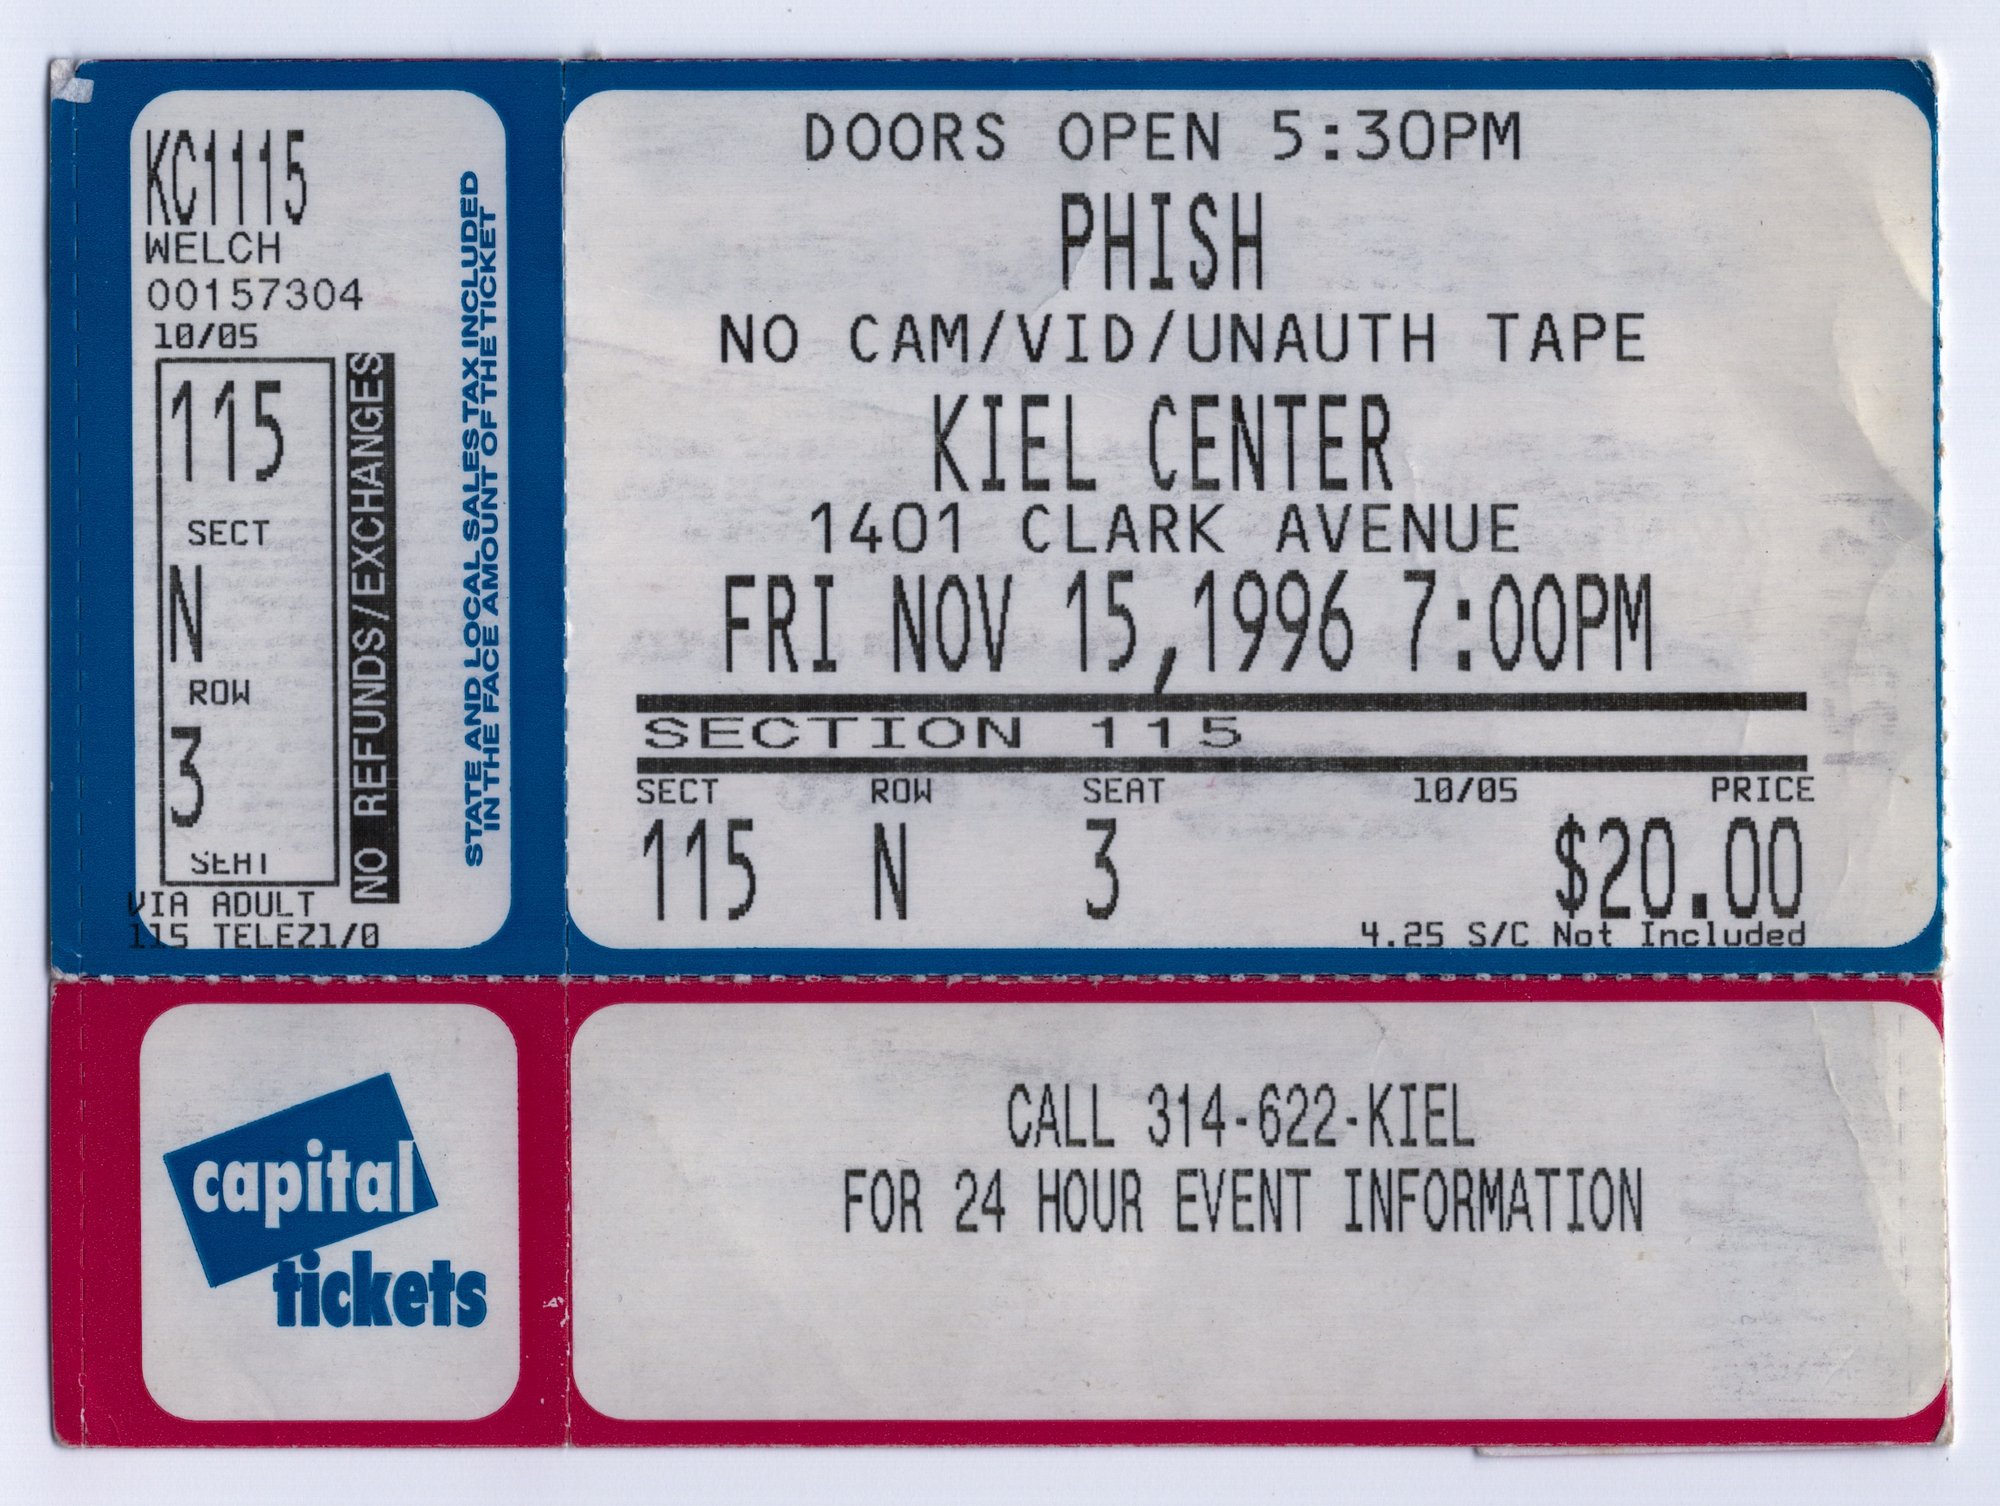 KC1115
WELCH
00157304
10/05
115
SECT
N
ROW
3
SEAT
NO REFUNDS/EXCHANGES
VIA ADULT
115 TELEZ1/0
STATE AND LOCAL SALES TAX INCLUDED
IN THE FACE AMOUNT OF THE TICKET
DOORS OPEN 5:30PM
PHISH
NO CAM/VID/UNAUTH TAPE
KIEL CENTER
1401 CLARK AVENUE
FRI NOV 15,1996 7:00PM
SECTION 115
SECT ROW SEAT 10/05 PRICE
115 N 3 $20.00
4.25 S/C Not Included
capital
tickets
CALL 314-622-KIEL
FOR 24 HOUR EVENT INFORMATION